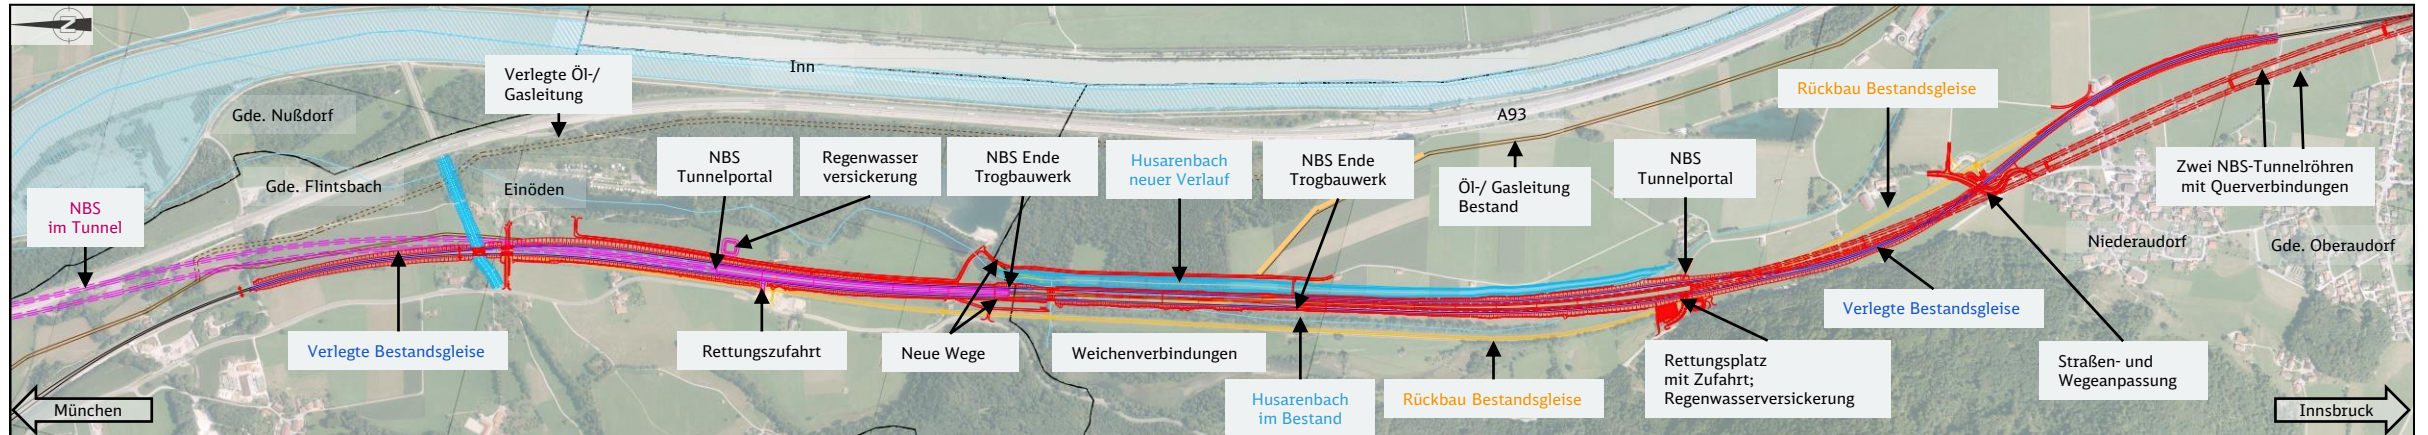 Z
Inn
Gde. Nußdorf
Verlegte Öl-/
Gasleitung
A93
Rückbau Bestandsgleise
Gde. Flintsbach
Einöden
NBS
Tunnelportal
Regenwasser
versickerung
NBS Ende
Trogbauwerk
Husarenbach
neuer Verlauf
NBS Ende
Trogbauwerk
Öl-/ Gasleitung
Bestand
NBS
Tunnelportal
Zwei NBS-Tunnelröhren
mit Querverbindungen
NBS
im Tunnel
Niederaudorf
Gde. Oberaudorf
Verlegte Bestandsgleise
Verlegte Bestandsgleise
Rettungszufahrt
Neue Wege
Weichenverbindungen
Rettungsplatz
mit Zufahrt;
Regenwasserversickerung
Straßen- und
Wegeanpassung
Husarenbach
im Bestand
Rückbau Bestandsgleise
München
Innsbruck